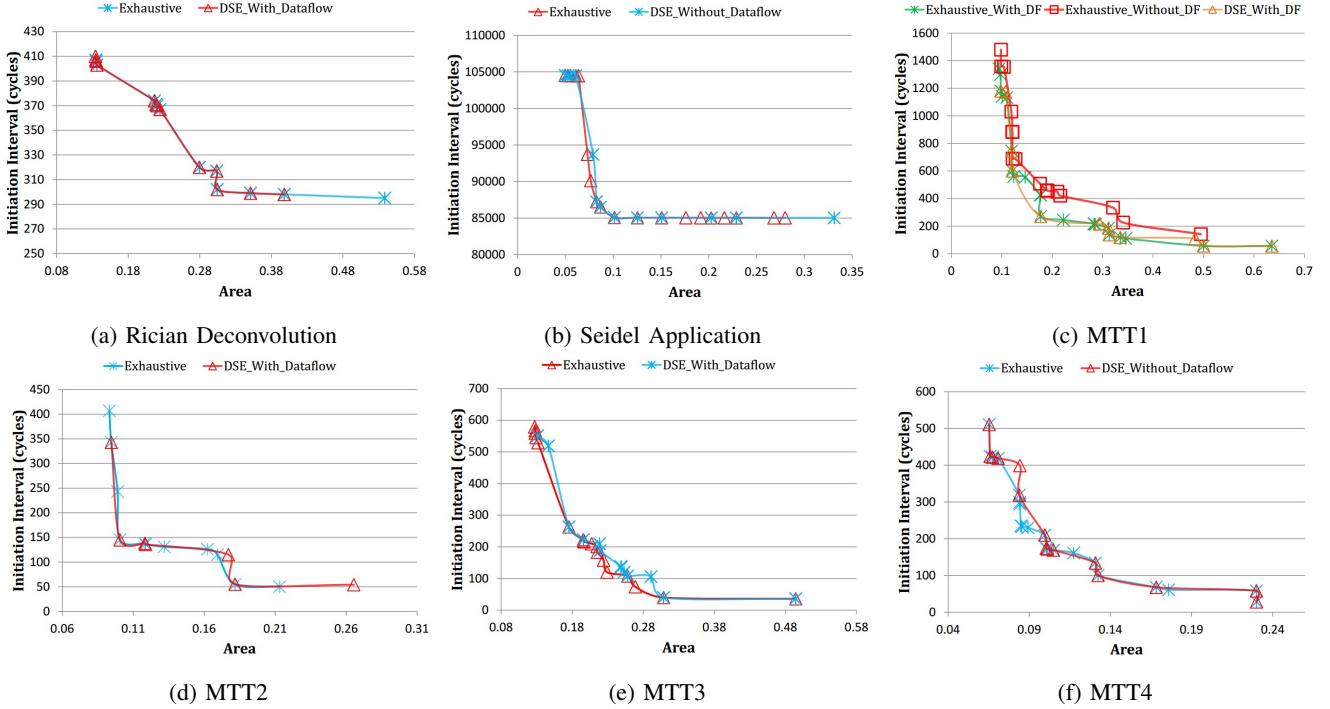 Exhaustive DSE_With_Dataflow
Initiation Interval (cycles)
430
410
390
370
350
330
310
290
270
250
0.08 0.18 0.28 0.38 0.48 0.58
Area
(a) Rician Deconvolution
Exhaustive DSE_Without_Dataflow
Initiation Interval (cycles)
110000
105000
100000
95000
90000
85000
80000
0 0.05 0.1 0.15 0.2 0.25 0.3 0.35
Area
(b) Seidel Application
Exhaustive_With_DF Exhaustive_Without_DF DSE_With_DF
Initiation Interval (cycles)
1600
1400
1200
1000
800
600
400
200
0
0 0.1 0.2 0.3 0.4 0.5 0.6 0.7
Area
(c) MTT1
Exhaustive DSE_With_Dataflow
Initiation Interval (cycles)
450
400
350
300
250
200
150
100
50
0
0.06 0.11 0.16 0.21 0.26 0.31
Area
(d) MTT2
Exhaustive DSE_With_Dataflow
Initiation Interval (cycles)
700
600
500
400
300
200
100
0
0.08 0.18 0.28 0.38 0.48 0.58
Area
(e) MTT3
Exhaustive DSE_Without_Dataflow
Initiation Interval (cycles)
600
500
400
300
200
100
0
0.04 0.09 0.14 0.19 0.24
Area
(f) MTT4